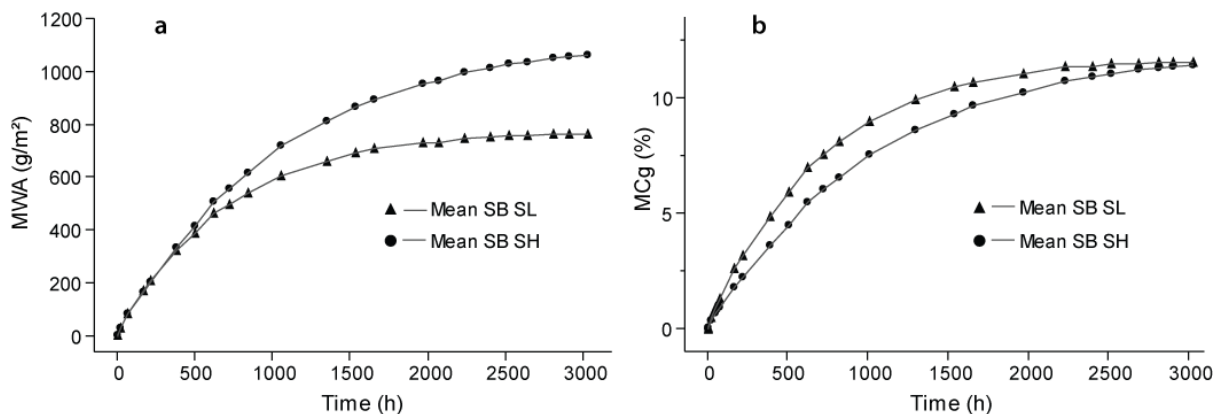 a
1200
1000
800
600
400
200
0
MWA (g/m²)
Mean SB SL
Mean SB SH
0 500 1000 1500 2000 2500 3000
Time (h)
b
10
5
0
MCg (%)
Mean SB SL
Mean SB SH
0 500 1000 1500 2000 2500 3000
Time (h)